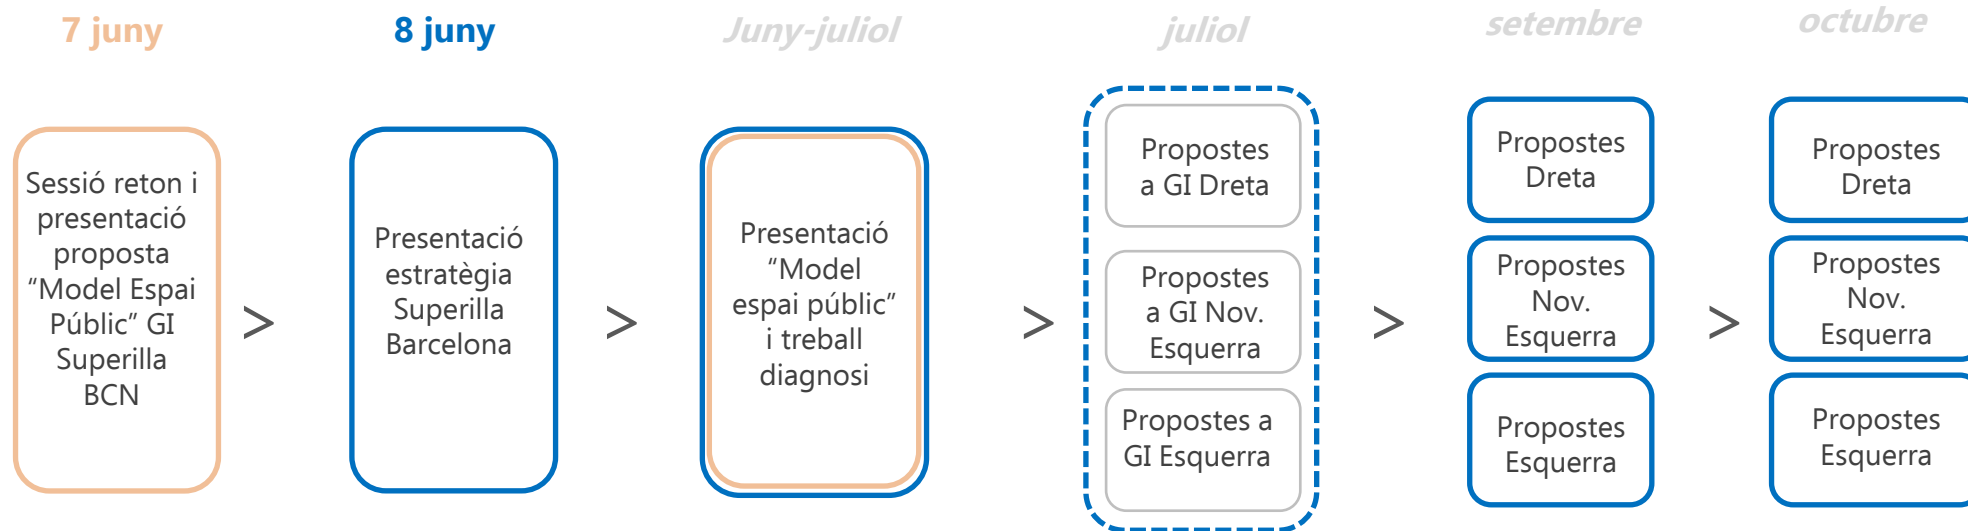 7 juny
8 juny
Juny-juliol
juliol
setembre
octubre
Sessió reton i
presentació
proposta
“Model Espai
Públic” GI
Superilla
BCN
>
Presentació
estratègia
Superilla
Barcelona
>
Presentació
“Model
espai públic”
i treball
diagnosi
>
Propostes
a GI Dreta
Propostes
a GI Nov.
Esquerra
Propostes a
GI Esquerra
>
Propostes
Dreta
Propostes
Nov.
Esquerra
Propostes
Esquerra
>
Propostes
Dreta
Propostes
Nov.
Esquerra
Propostes
Esquerra